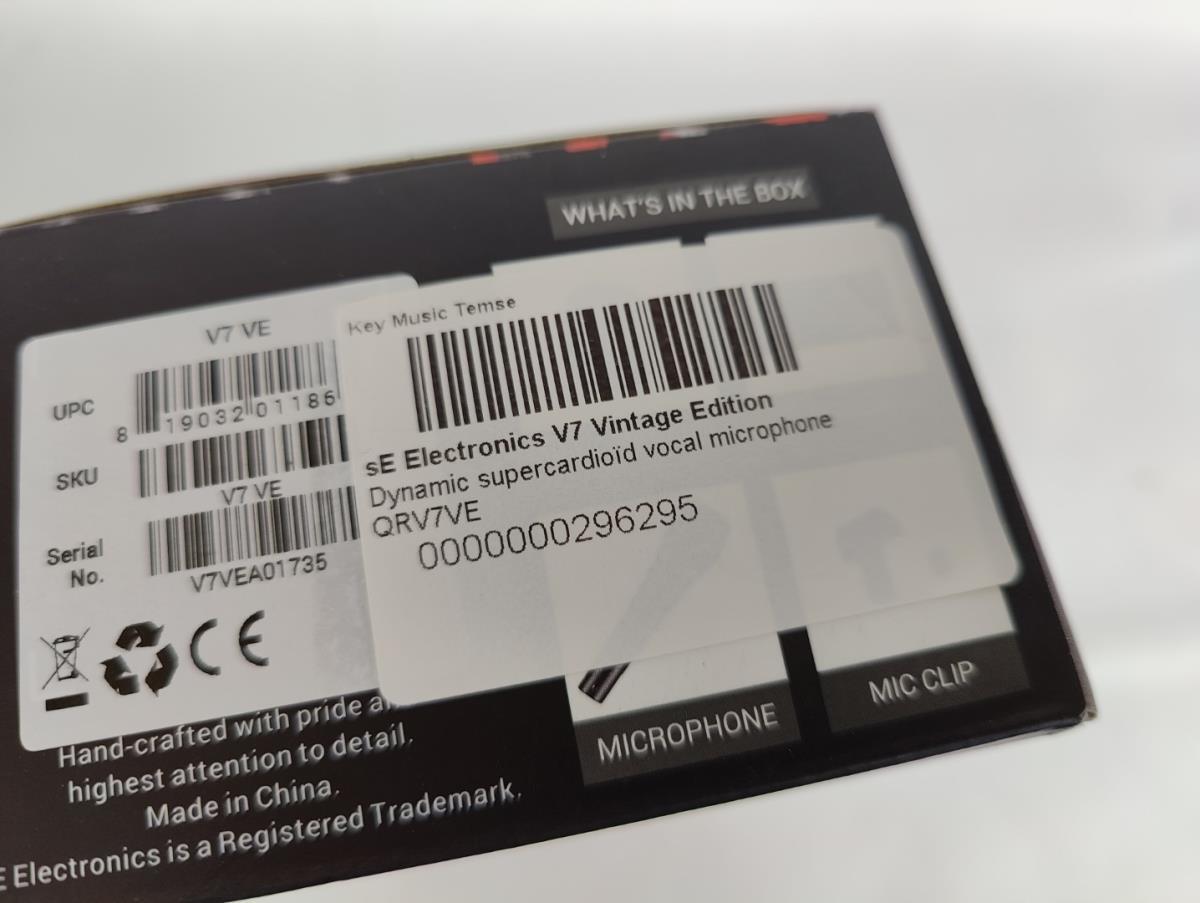 WHAT'S IN THE BOX
V7 VE
UPC
8 19032 01186
SKU
V7 VE
Serial
No.
V7VEA01735
CE
Key Music Temse
sE Electronics V7 Vintage Edition
Dynamic supercardioïd vocal microphone
QRV7VE
0000000296295
MICROPHONE
MIC CLIP
Hand-crafted with pride
highest attention to detail.
Made in China.
E Electronics is a Registered Trademark.